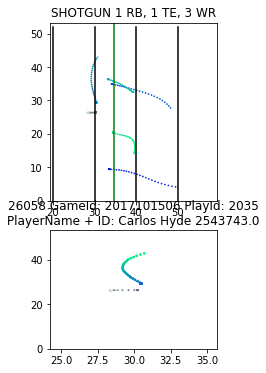 SHOTGUN 1 RB, 1 TE, 3 WR
50
40
30
20
10
0
20 30 40 50
26058 GameId: 2017101506 PlayId: 2035
PlayerName + ID: Carlos Hyde 2543743.0
40
20
0
25.0 27.5 30.0 32.5 35.0